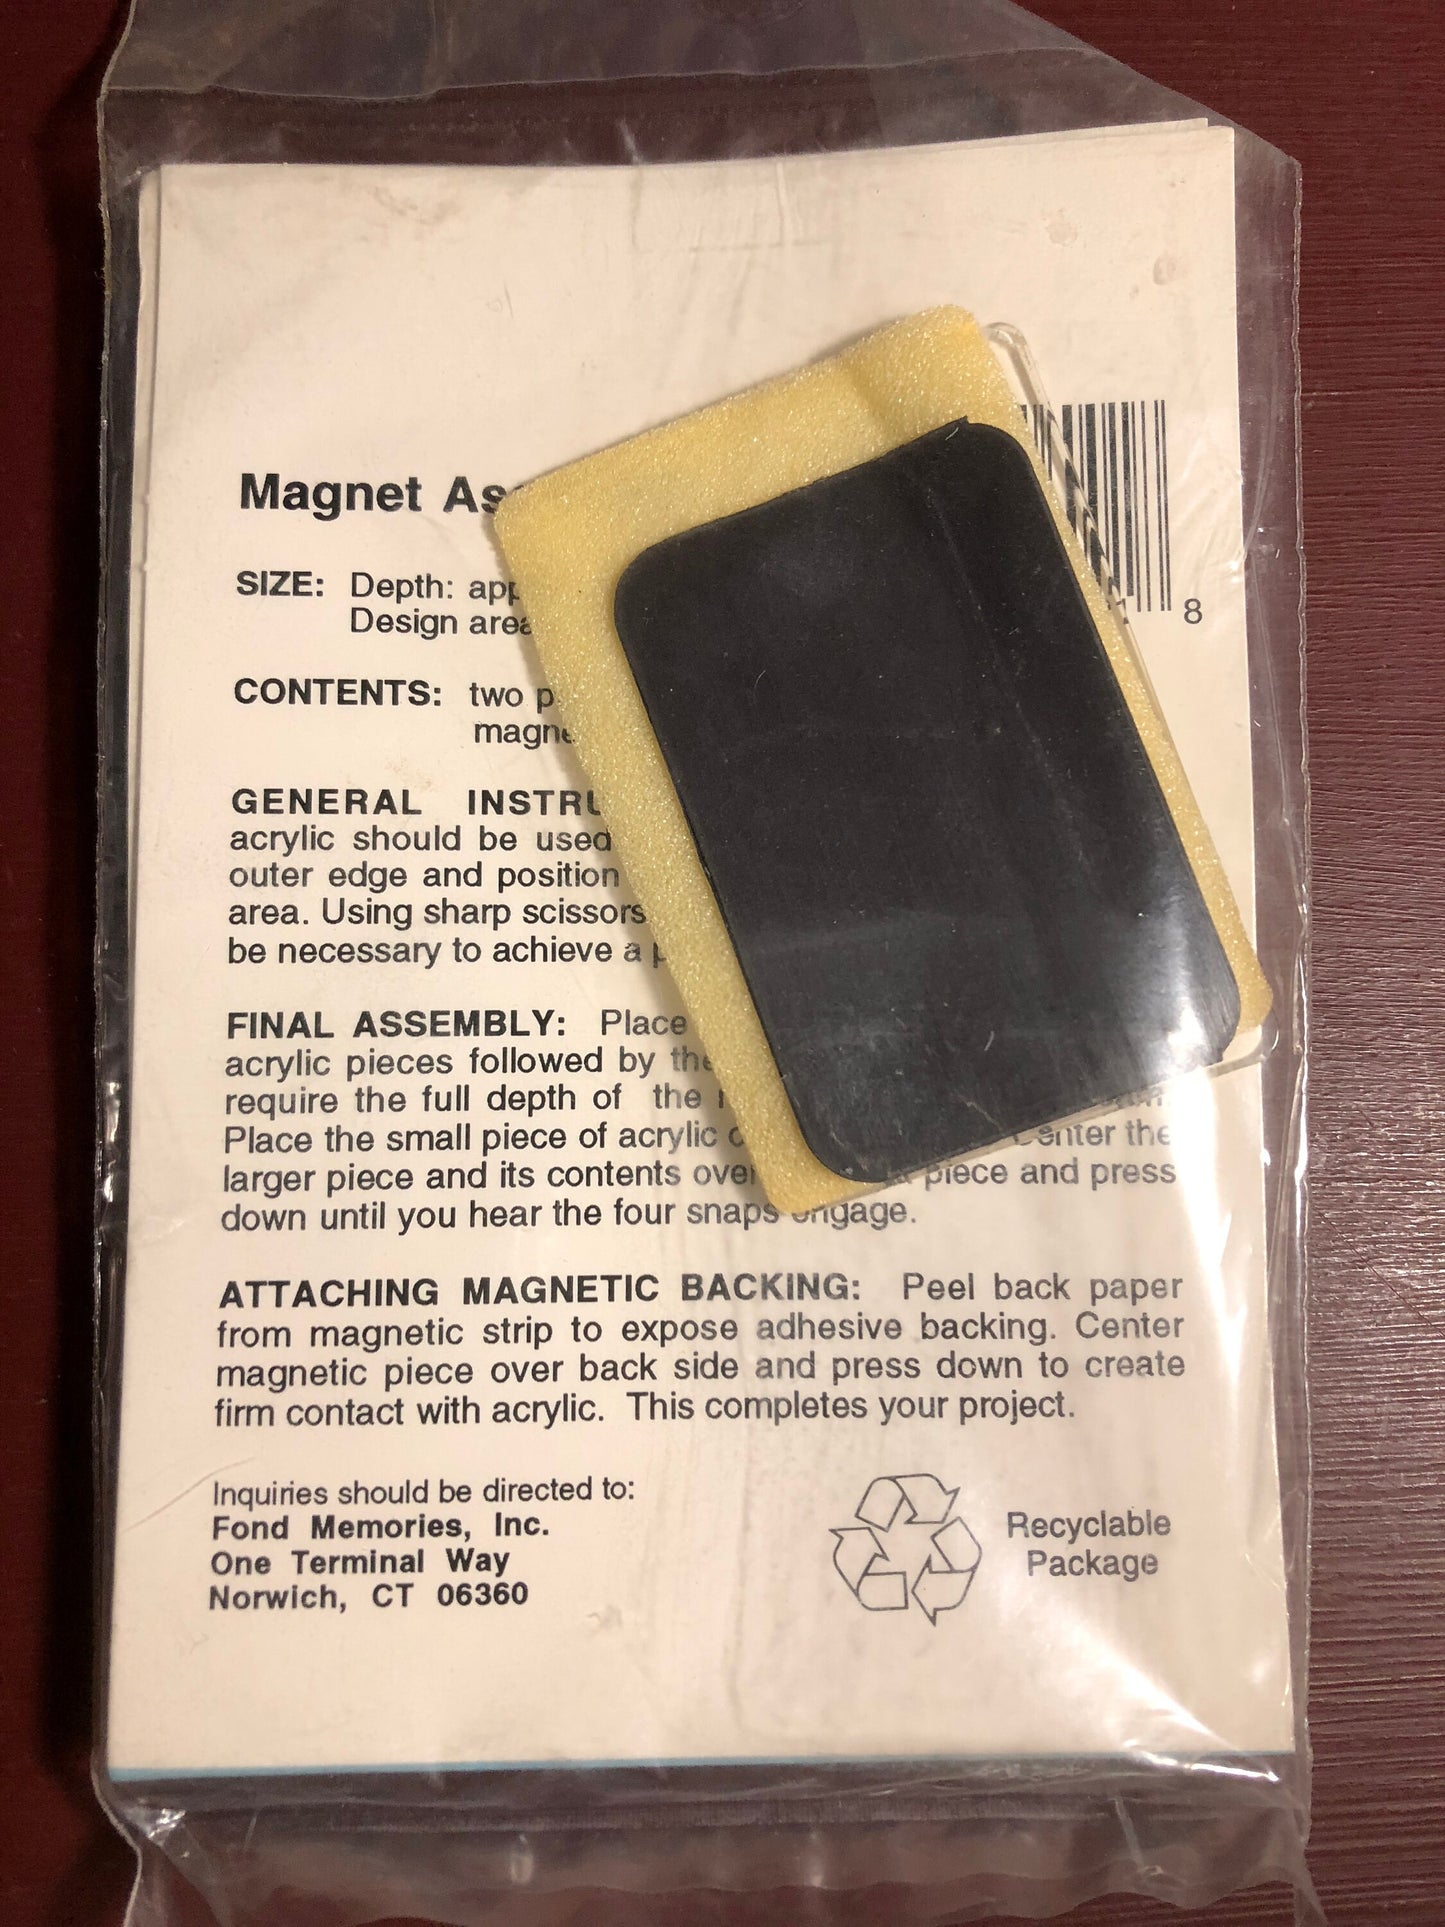 Magnet
8
SIZE: Depth:
Design area
CONTENTS: two
GENERAL
acrylic should be used
outer edge and position
area. Using sharp scissors
be necessary to achieve a
FINAL ASSEMBLY: Place
acrylic pieces followed by the
require the full depth of the
Place the small piece of acrylic center the
larger piece and its contents over piece and press
down until you hear the four snaps engage.
ATTACHING MAGNETIC BACKING: Peel back paper
from magnetic strip to expose adhesive backing. Center
magnetic piece over back side and press down to create
firm contact with acrylic. This completes your project.
Inquiries should be directed to:
Fond Memories, Inc.
One Terminal Way
Norwich, CT 06360
Recyclable
Package